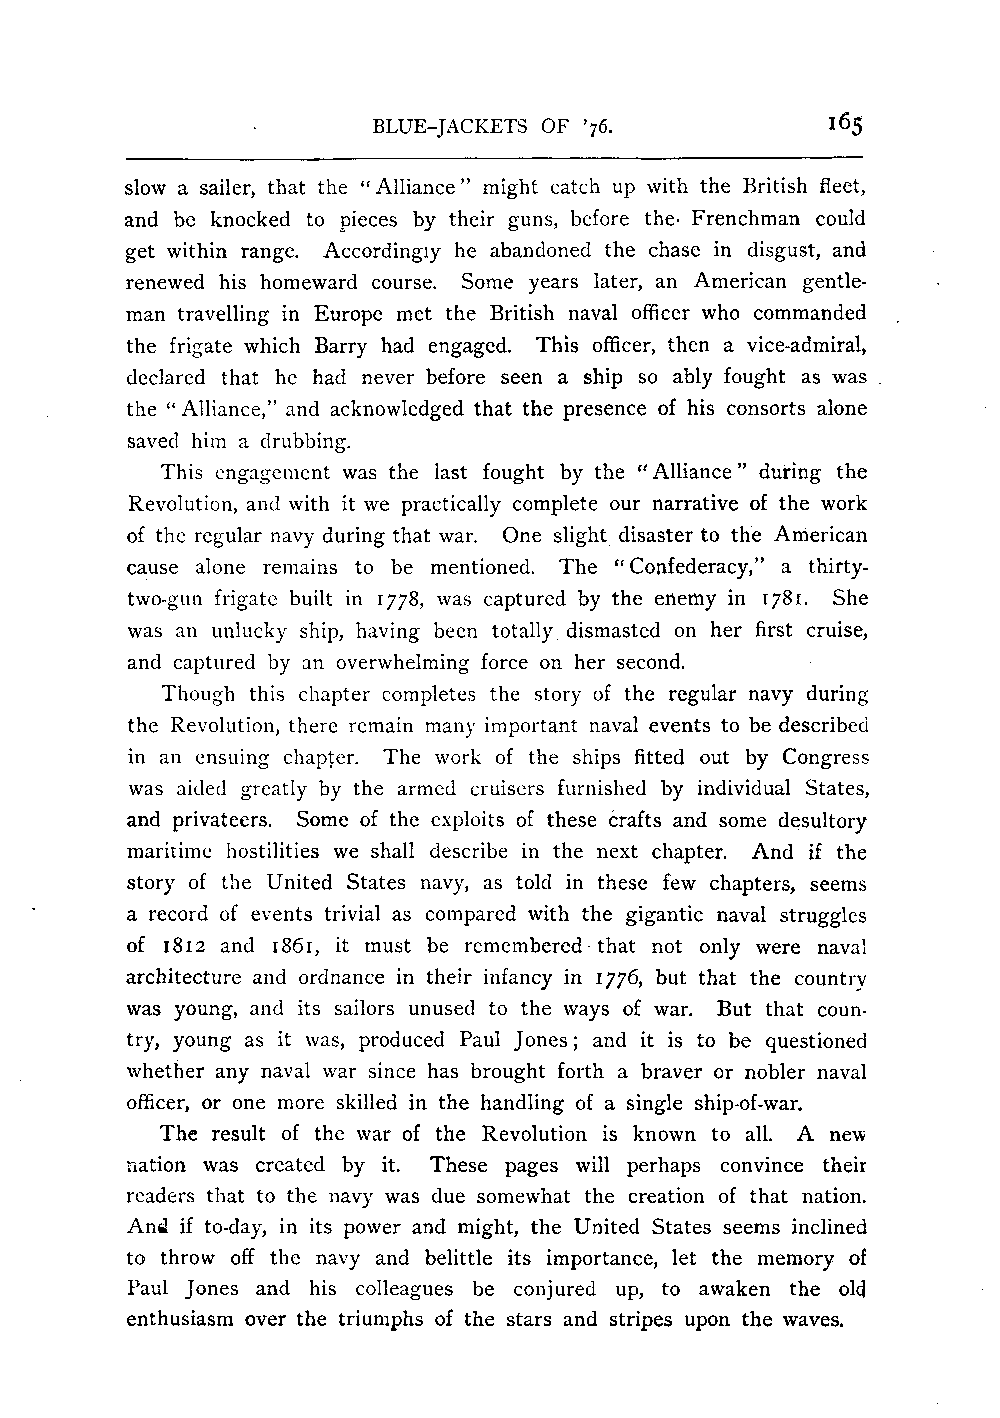 BLUE-JACKETS OF '76. 165
slow a sailer, that the "Alliance" might catch up with the British fleet,
and be knocked to pieces by their guns, before the Frenchman could
get within range. Accordingly he abandoned the chase in disgust, and
renewed his homeward course. Some years later, an American gentle-
man travelling in Europe met the British naval officer who commanded
the frigate which Barry had engaged. This officer, then a vice-admiral,
declared that he had never before seen a ship so ably fought as was
the "Alliance," and acknowledged that the presence of his consorts alone
saved him a drubbing.
This engagement was the last fought by the "Alliance" during the
Revolution, and with it we practically complete our narrative of the work
of the regular navy during that war. One slight disaster to the American
cause alone remains to be mentioned. The "Confederacy," a thirty-
two-gun frigate built in 1778, was captured by the enemy in 1781. She
was an unlucky ship, having been totally dismasted on her first cruise,
and captured by an overwhelming force on her second.
Though this chapter completes the story of the regular navy during
the Revolution, there remain many important naval events to be described
in an ensuing chapter. The work of the ships fitted out by Congress
was aided greatly by the armed cruisers furnished by individual States,
and privateers. Some of the exploits of these crafts and some desultory
maritime hostilities we shall describe in the next chapter. And if the
story of the United States navy, as told in these few chapters, seems
a record of events trivial as compared with the gigantic naval struggles
of 1812 and 1861, it must be remembered that not only were naval
architecture and ordnance in their infancy in 1776, but that the country
was young, and its sailors unused to the ways of war. But that coun-
try, young as it was, produced Paul Jones; and it is to be questioned
whether any naval war since has brought forth a braver or nobler naval
officer, or one more skilled in the handling of a single ship-of-war.
The result of the war of the Revolution is known to all. A new
nation was created by it. These pages will perhaps convince their
readers that to the navy was due somewhat the creation of that nation.
And if to-day, in its power and might, the United States seems inclined
to throw off the navy and belittle its importance, let the memory of
Paul Jones and his colleagues be conjured up, to awaken the old
enthusiasm over the triumphs of the stars and stripes upon the waves.